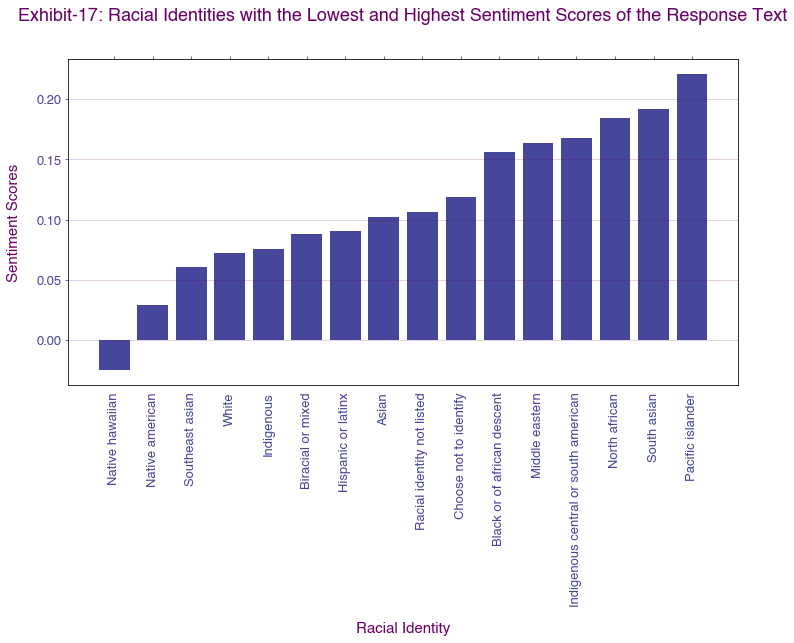 Exhibit-17: Racial Identities with the Lowest and Highest Sentiment Scores of the Response Text
Sentiment Scores
0.20
0.15
0.10
0.05
0.00
Native hawaiian
Native american
Southeast asian
White
Indigenous
Biracial or mixed
Hispanic or latinx
Asian
Racial identity not listed
Choose not to identify
Black or of african descent
Middle eastern
Indigenous central or south american
North african
South asian
Pacific islander
Racial Identity